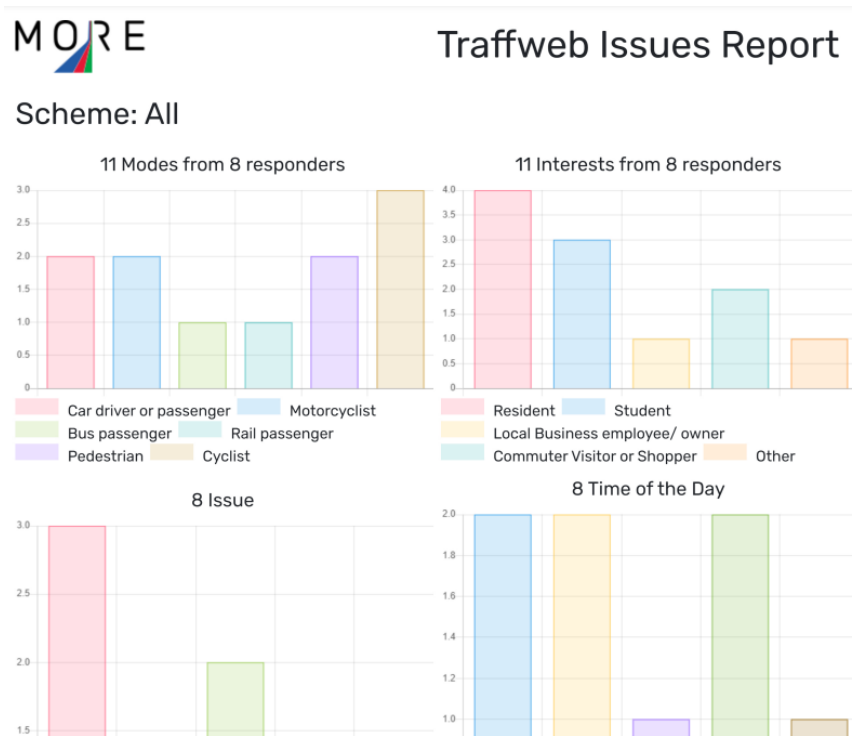 MORE
Traffweb Issues Report
Scheme: All
11 Modes from 8 responders
3.0
2.5
2.0
1.5
1.0
0.5
0
Car driver or passenger Motorcyclist
Bus passenger Rail passenger
Pedestrian Cyclist
11 Interests from 8 responders
4.0
3.5
3.0
2.5
2.0
1.5
1.0
0.5
0
Resident Student
Local Business employee/ owner
Commuter Visitor or Shopper Other
8 Issue
3.0
2.5
2.0
1.5
8 Time of the Day
2.0
1.8
1.6
1.4
1.2
1.0